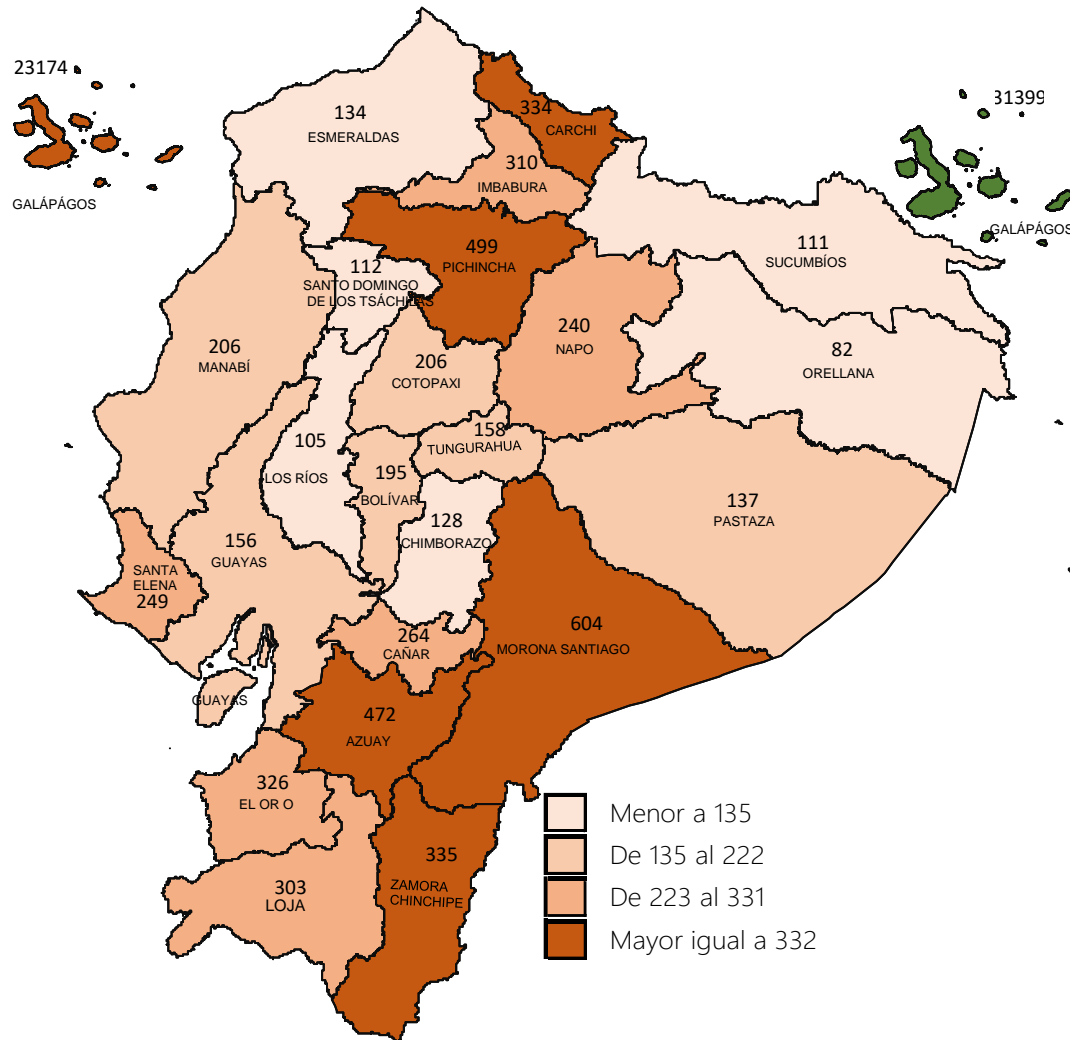 23174
GALÁPÁGOS
31399
GALÁPÁGOS
134
ESMERALDAS
334
CARCHI
310
IMBABURA
499
PICHINCHA
112
SANTO DOMINGO
DE LOS TSÁCHILAS
111
SUCUMBÍOS
206
MANABÍ
206
COTOPAXI
240
NAPO
82
ORELLANA
105
LOS RÍOS
158
TUNGURAHUA
195
BOLÍVAR
128
CHIMBORAZO
137
PASTAZA
156
GUAYAS
SANTA
ELENA
249
264
CAÑAR
604
MORONA SANTIAGO
GUAYAS
472
AZUAY
326
EL OR O
303
LOJA
335
ZAMORA
CHINCHIPE
Menor a 135
De 135 al 222
De 223 al 331
Mayor igual a 332